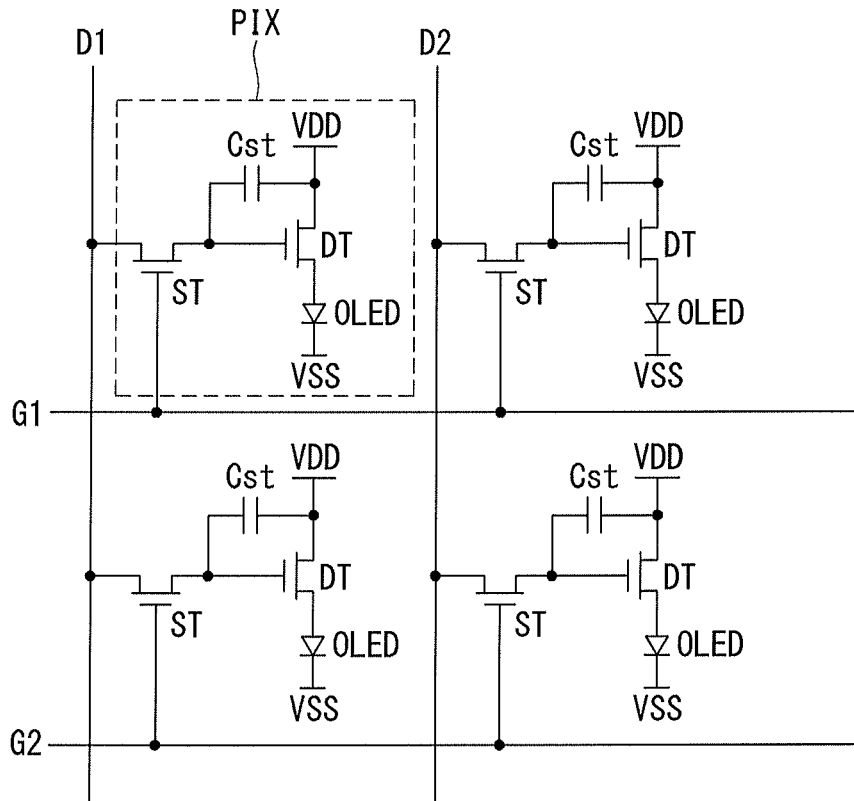 PIX
D1
D2
VDD
Cst
DT
ST
OLED
VSS
VDD
Cst
DT
ST
OLED
VSS
G1
VDD
Cst
DT
ST
OLED
VSS
VDD
Cst
DT
ST
OLED
VSS
G2